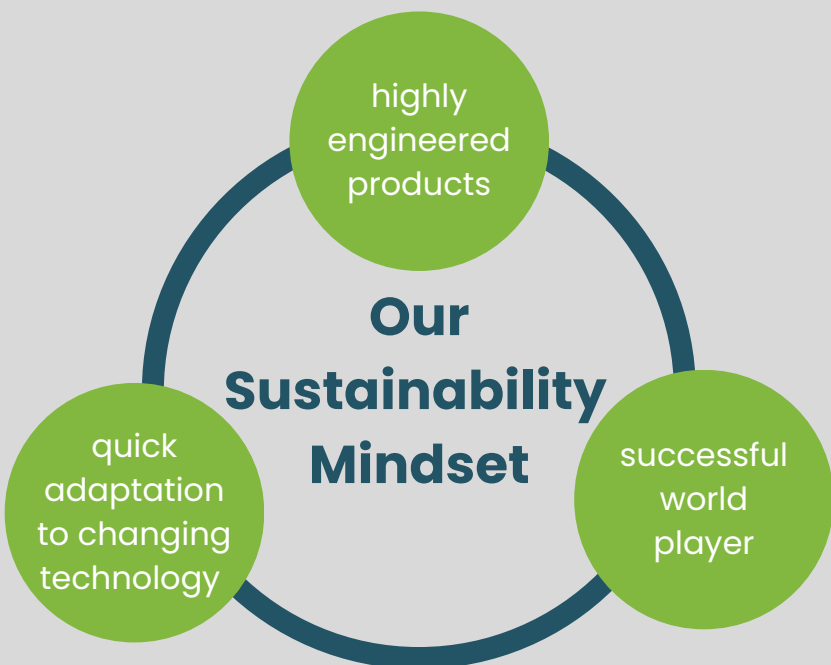 highly
engineered
products
Our
Sustainability
Mindset
quick
adaptation
to changing
technology
successful
world
player